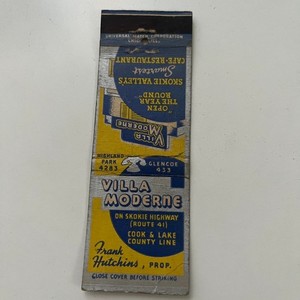 UNIVERSAL MATCH CORPORATION
SKOKIE VALLEY'S
Smartest
CAFE-RESTAURANT
"OPEN
THE YEAR
ROUND"
VILLA
MODERNE
HIGHLAND
PARK
4283
GLENCOE
433
VILLA
MODERNE
ON SKOKIE HIGHWAY
(ROUTE 41)
COOK & LAKE
COUNTY LINE
Frank
Hutchins, PROP.
CLOSE COVER BEFORE STRIKING